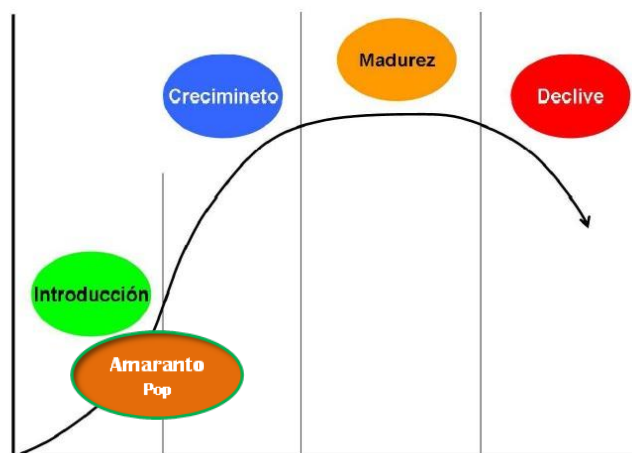 Madurez
Crecimineto
Declive
Introducción
Amaranto
Pop